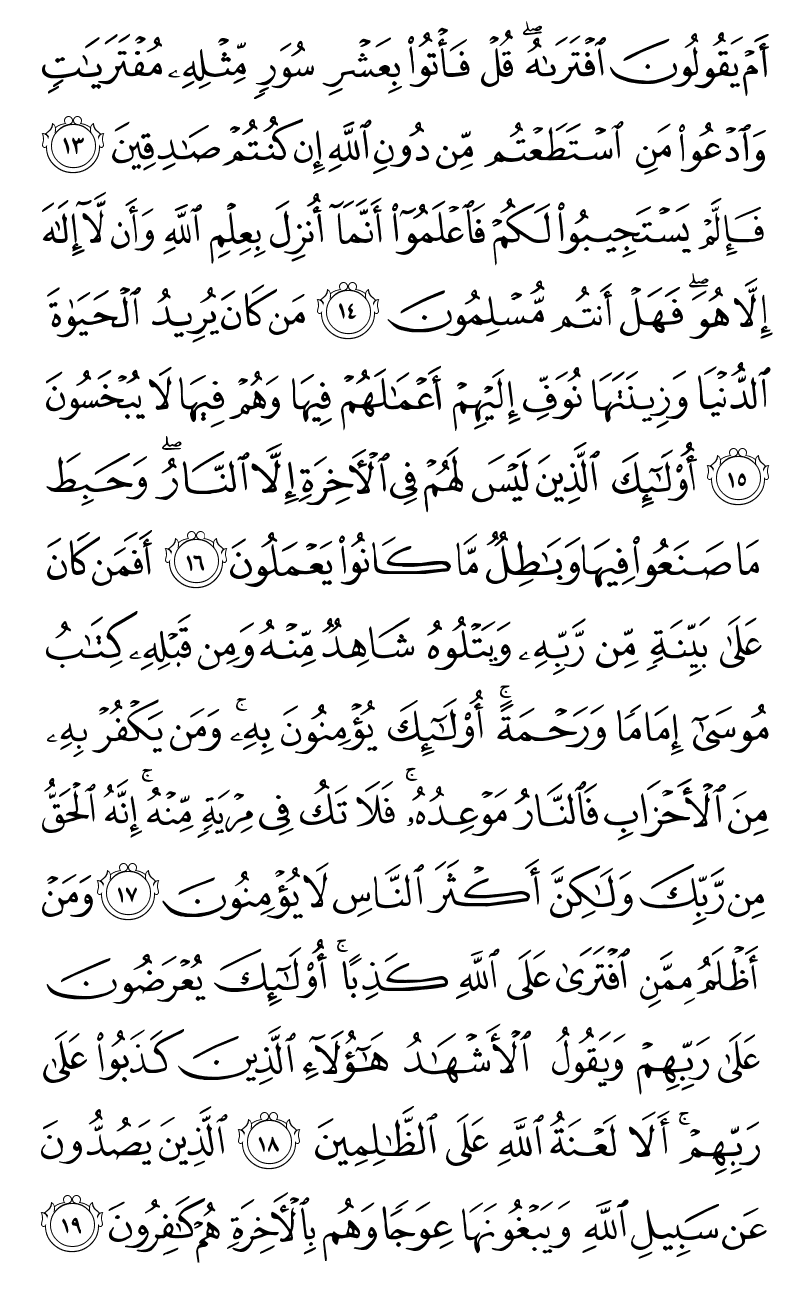 أَمۡ يَقُولُونَ ٱفۡتَرَىٰهُۖ قُلۡ فَأۡتُواْ بِعَشۡرِ سُوَرٖ مِّثۡلِهِۦ مُفۡتَرَيَٰتٖ
وَٱدۡعُواْ مَنِ ٱسۡتَطَعۡتُم مِّن دُونِ ٱللَّهِ إِن كُنتُمۡ صَٰدِقِينَ ١٣
فَإِلَّمۡ يَسۡتَجِيبُواْ لَكُمۡ فَٱعۡلَمُوٓاْ أَنَّمَآ أُنزِلَ بِعِلۡمِ ٱللَّهِ وَأَن لَّآ إِلَٰهَ
إِلَّا هُوَۖ فَهَلۡ أَنتُم مُّسۡلِمُونَ ١٤ مَن كَانَ يُرِيدُ ٱلۡحَيَوٰةَ
ٱلدُّنۡيَا وَزِينَتَهَا نُوَفِّ إِلَيۡهِمۡ أَعۡمَٰلَهُمۡ فِيهَا وَهُمۡ فِيهَا لَا يُبۡخَسُونَ
١٥ أُوْلَٰٓئِكَ ٱلَّذِينَ لَيۡسَ لَهُمۡ فِي ٱلۡأٓخِرَةِ إِلَّا ٱلنَّارُۖ وَحَبِطَ
مَا صَنَعُواْ فِيهَا وَبَٰطِلٞ مَّا كَانُواْ يَعۡمَلُونَ ١٦ أَفَمَن كَانَ
عَلَىٰ بَيِّنَةٖ مِّن رَّبِّهِۦ وَيَتۡلُوهُ شَاهِدٞ مِّنۡهُ وَمِن قَبۡلِهِۦ كِتَٰبُ
مُوسَىٰٓ إِمَامٗا وَرَحۡمَةًۚ أُوْلَٰٓئِكَ يُؤۡمِنُونَ بِهِۦۚ وَمَن يَكۡفُرۡ بِهِۦ
مِنَ ٱلۡأَحۡزَابِ فَٱلنَّارُ مَوۡعِدُهُۥۚ فَلَا تَكُ فِي مِرۡيَةٖ مِّنۡهُۚ إِنَّهُ ٱلۡحَقُّ
مِن رَّبِّكَ وَلَٰكِنَّ أَكۡثَرَ ٱلنَّاسِ لَا يُؤۡمِنُونَ ١٧ وَمَنۡ
أَظۡلَمُ مِمَّنِ ٱفۡتَرَىٰ عَلَى ٱللَّهِ كَذِبًاۚ أُوْلَٰٓئِكَ يُعۡرَضُونَ
عَلَىٰ رَبِّهِمۡ وَيَقُولُ ٱلۡأَشۡهَٰدُ هَٰٓؤُلَآءِ ٱلَّذِينَ كَذَبُواْ عَلَىٰ
رَبِّهِمۡۚ أَلَا لَعۡنَةُ ٱللَّهِ عَلَى ٱلظَّٰلِمِينَ ١٨ ٱلَّذِينَ يَصُدُّونَ
عَن سَبِيلِ ٱللَّهِ وَيَبۡغُونَهَا عِوَجٗا وَهُم بِٱلۡأٓخِرَةِ هُمۡ كَٰفِرُونَ ١٩